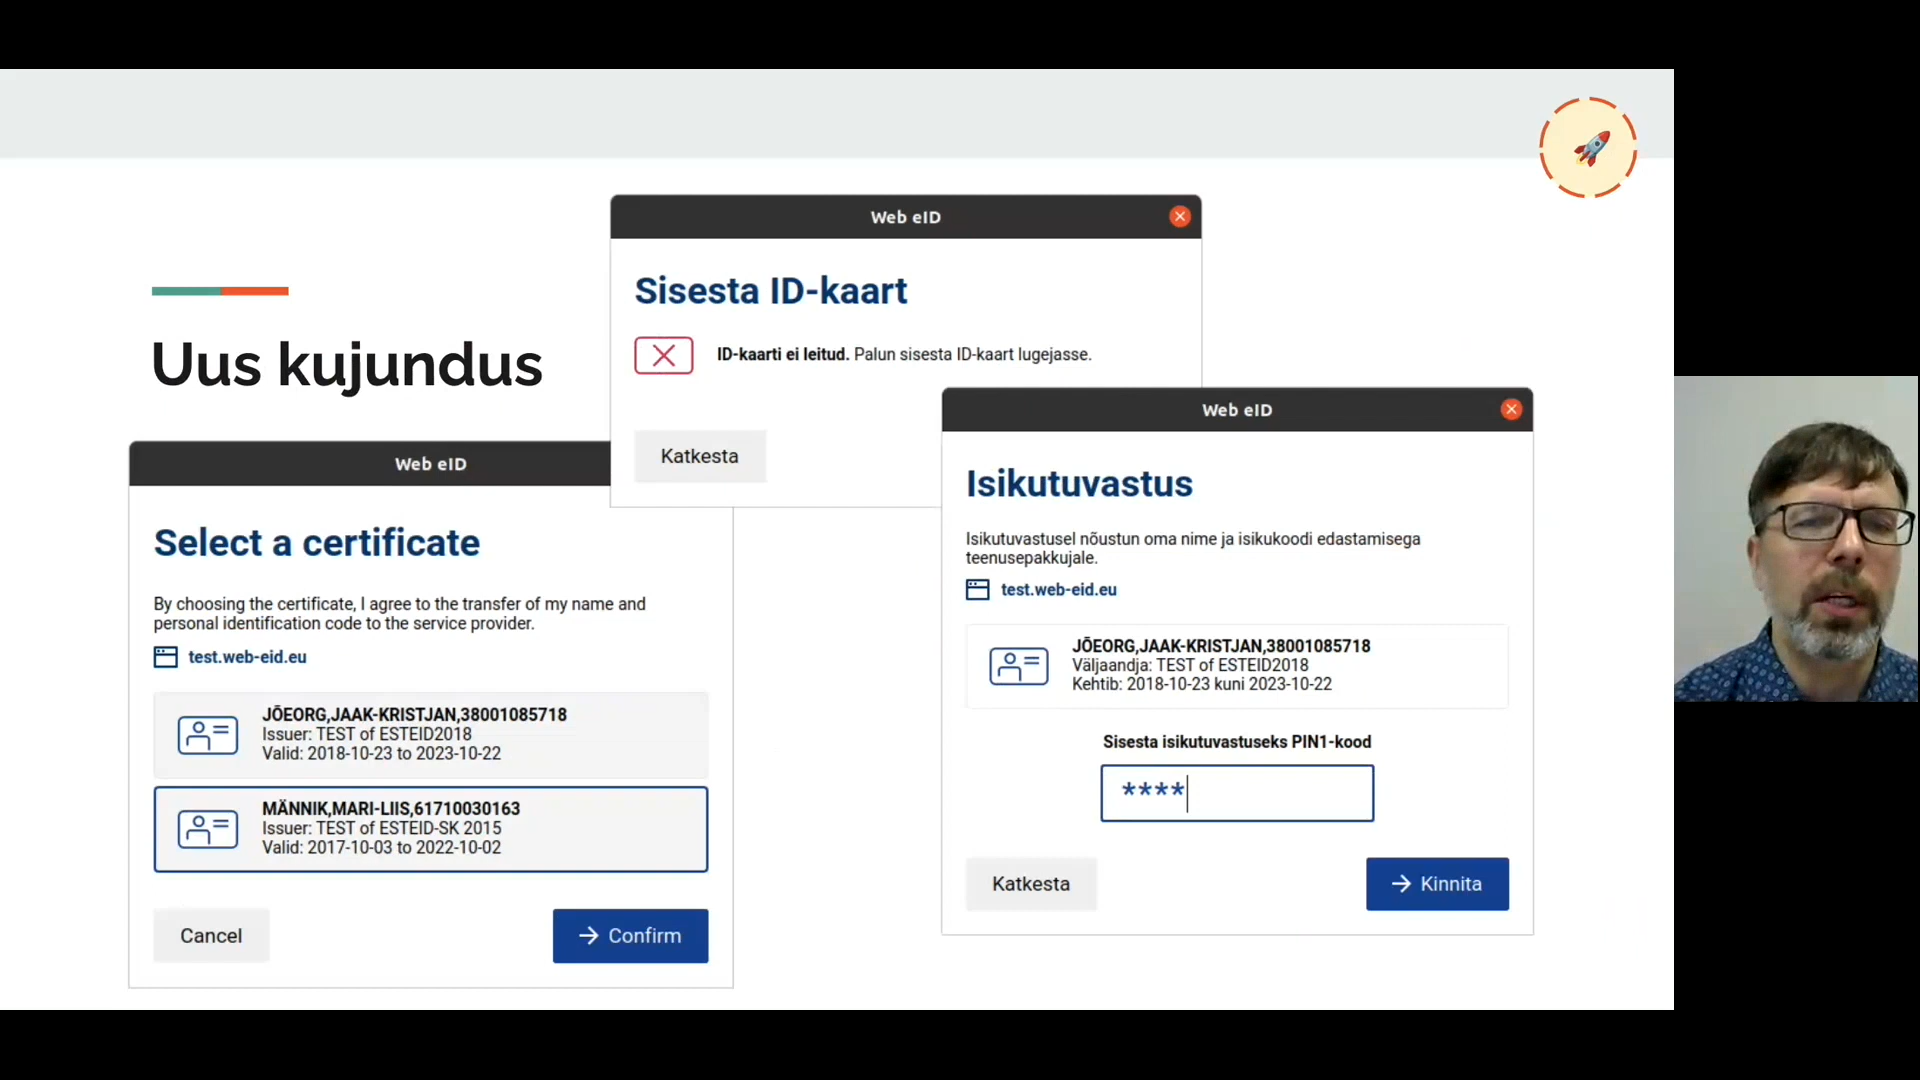 Uus kujundus
Web eID
Sisesta ID-kaart
ID-kaarti ei leitud. Palun sisesta ID-kaart lugejasse.
Katkesta
Web eID
Select a certificate
By choosing the certificate, I agree to the transfer of my name and
personal identification code to the service provider.
test.web-eid.eu
JÕEORG,JAAK-KRISTJAN,38001085718
Issuer: TEST of ESTEID2018
Valid: 2018-10-23 to 2023-10-22
MÄNNIK,MARI-LIIS,61710030163
Issuer: TEST of ESTEID-SK 2015
Valid: 2017-10-03 to 2022-10-02
Cancel
→ Confirm
Web eID
Isikutuvastus
Isikutuvastusel nõustun oma nime ja isikukoodi edastamisega
teenusepakkujale.
test.web-eid.eu
JÕEORG,JAAK-KRISTJAN,38001085718
Väljaandja: TEST of ESTEID2018
Kehtib: 2018-10-23 kuni 2023-10-22
Sisesta isikutuvastuseks PIN1-kood
****
Katkesta
→ Kinnita